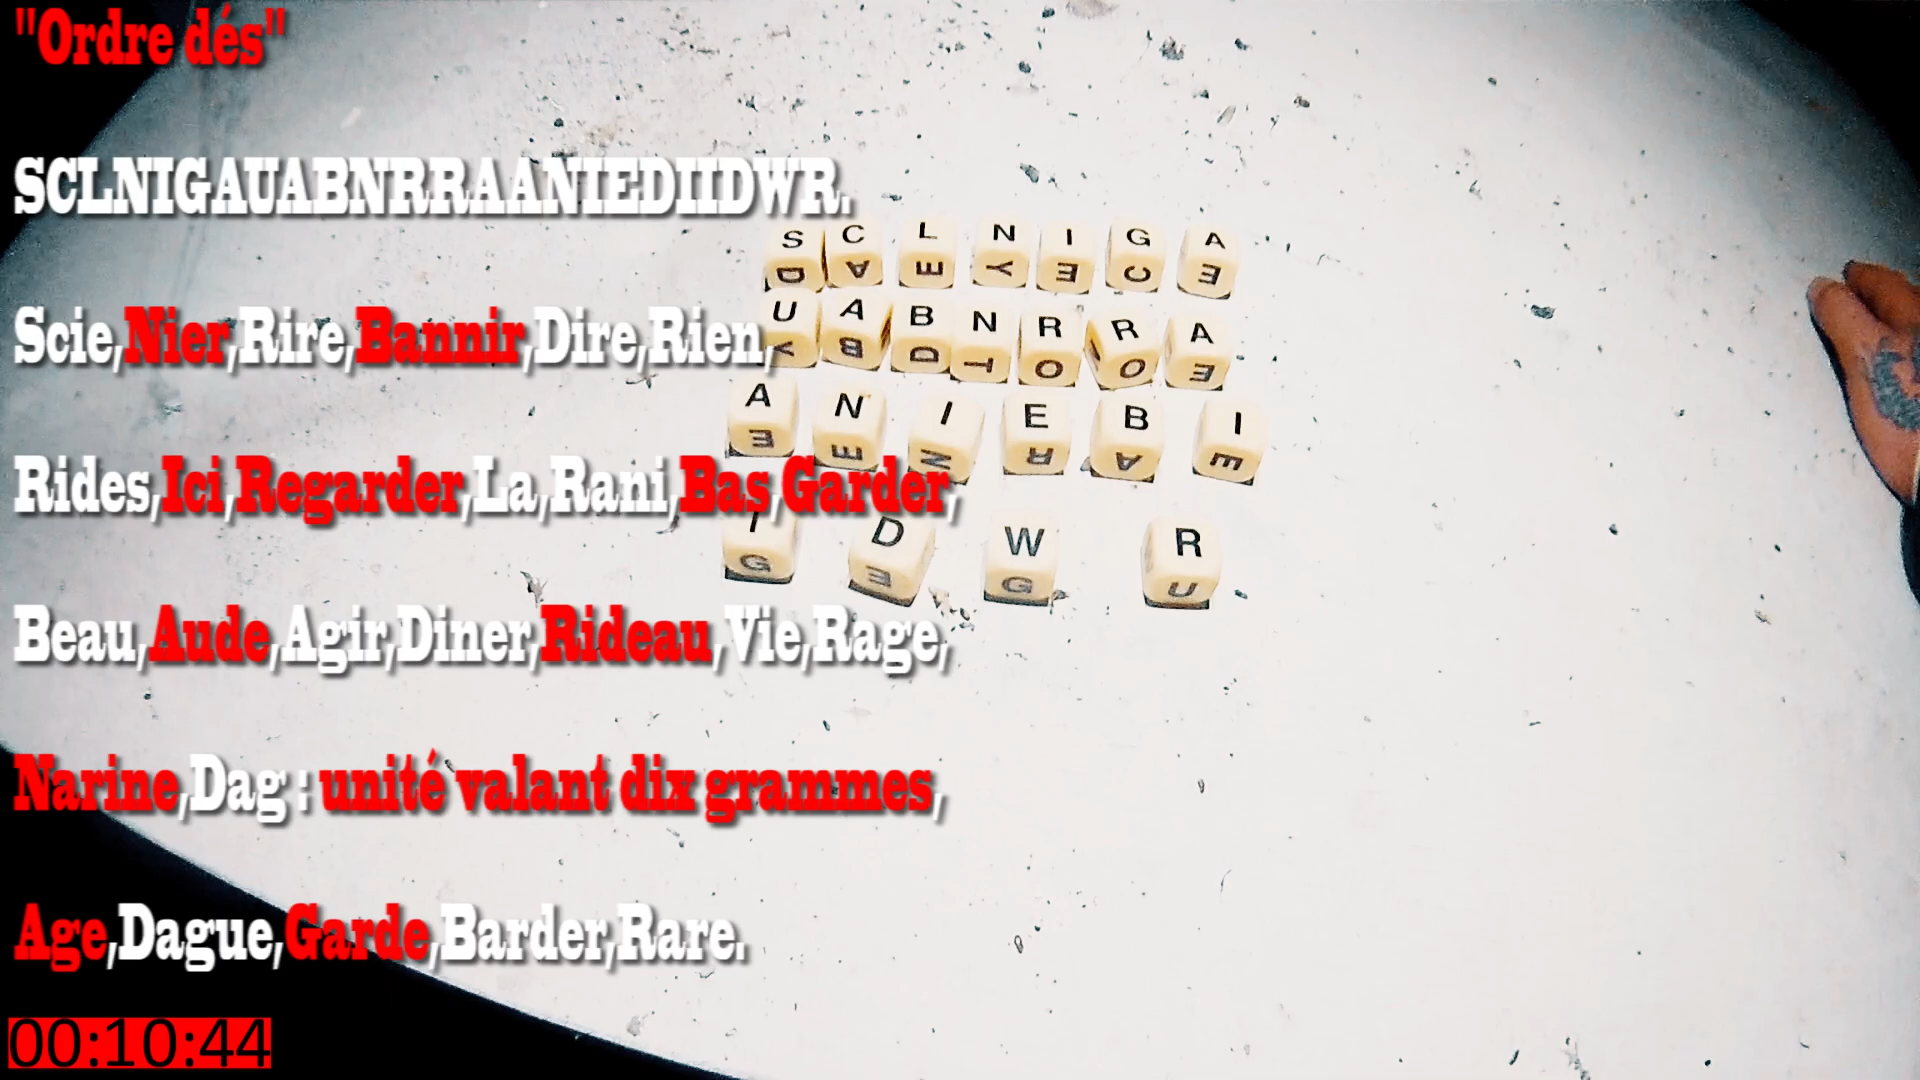 "Ordre dés"
SCLNIGAUABNRRAANIEDIIDWR.
S C L N I G A
D A E Y E C E
Scie,Nier,Rire,Bannir,Dire,Rien,
U A B N R R A
V B D T O O E
A N I E B I
E E N R A E
Rides,Ici,Regarder,La,Rani,Bas,Garder,
I D W R
G E G U
Beau,Aude,Agir,Diner,Rideau,Vie,Rage,
Narine,Dag : unité valant dix grammes,
Age,Dague,Garde,Barder,Rare.
00:10:44